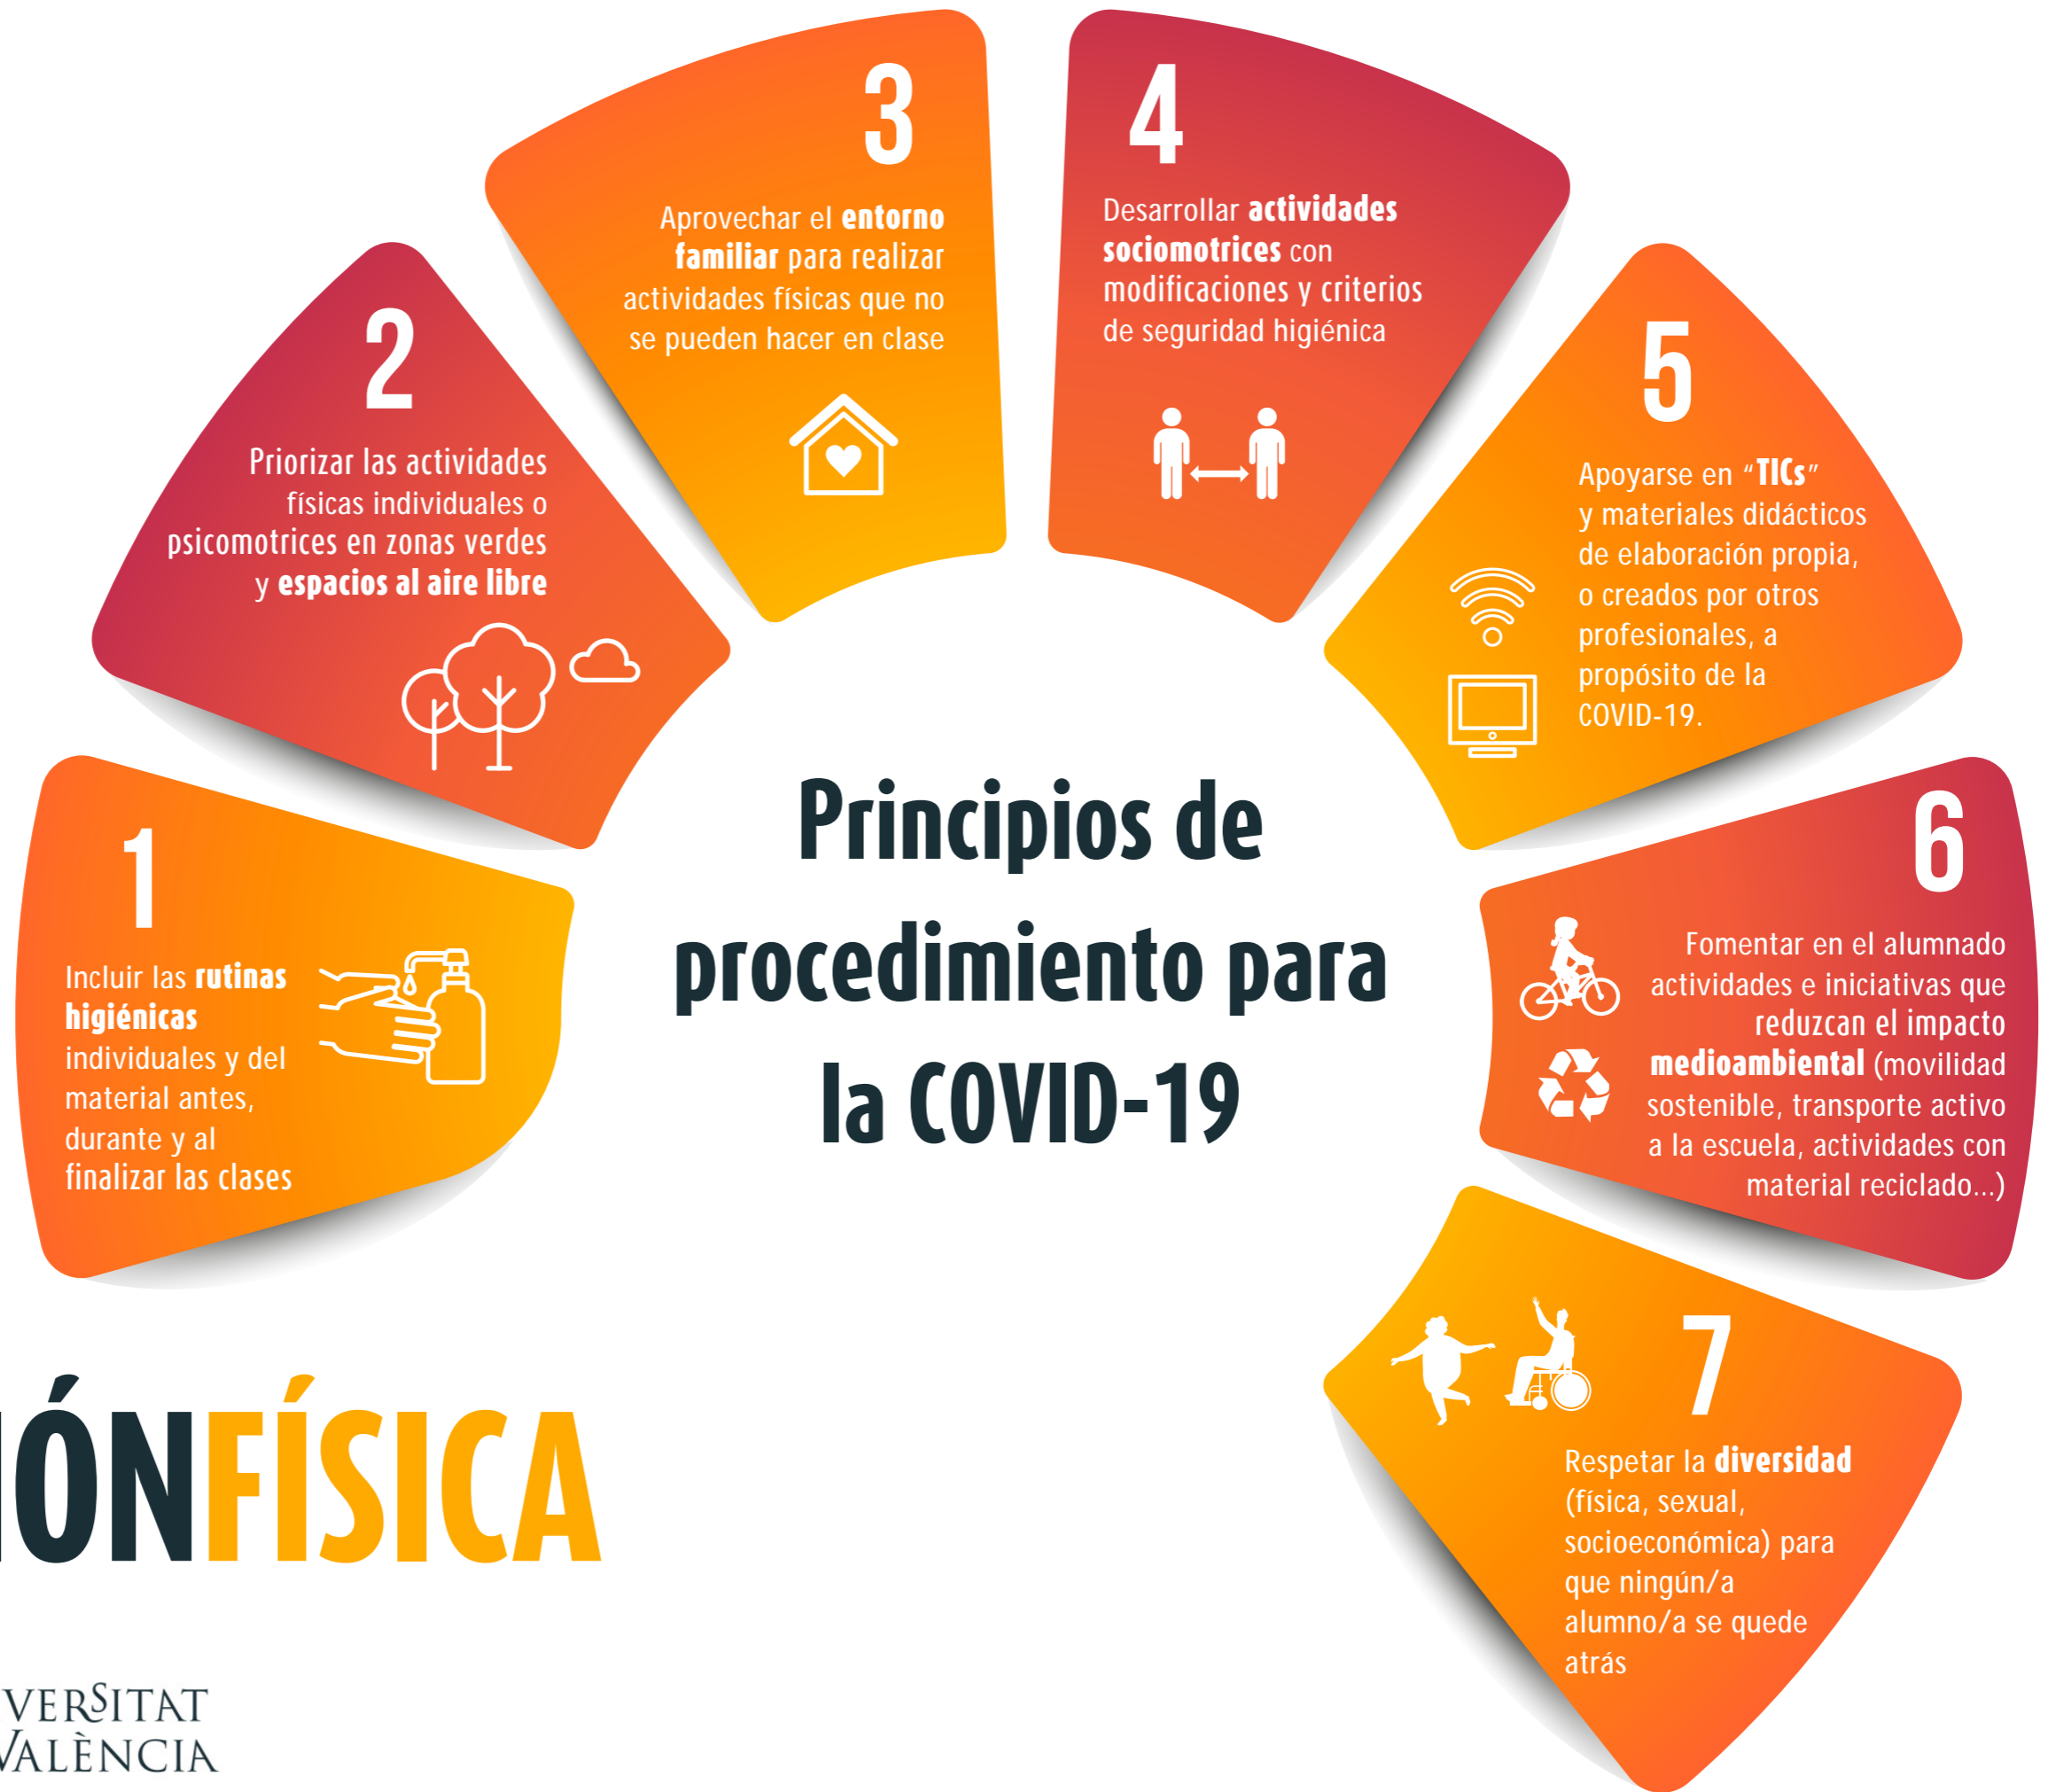 1
Incluir las rutinas
higiénicas
individuales y del
material antes,
durante y al
finalizar las clases
2
Priorizar las actividades
físicas individuales o
psicomotrices en zonas verdes
y espacios al aire libre
3
Aprovechar el entorno
familiar para realizar
actividades físicas que no
se pueden hacer en clase
4
Desarrollar actividades
sociomotrices con
modificaciones y criterios
de seguridad higiénica
5
Apoyarse en “TICs”
y materiales didácticos
de elaboración propia,
o creados por otros
profesionales, a
propósito de la
COVID-19.
6
Fomentar en el alumnado
actividades e iniciativas que
reduzcan el impacto
medioambiental (movilidad
sostenible, transporte activo
a la escuela, actividades con
material reciclado...)
7
Respetar la diversidad
(física, sexual,
socioeconómica) para
que ningún/a
alumno/a se quede
atrás
Principios de
procedimiento para
la COVID-19
IÓNFÍSICA
VERSITAT
VALÈNCIA